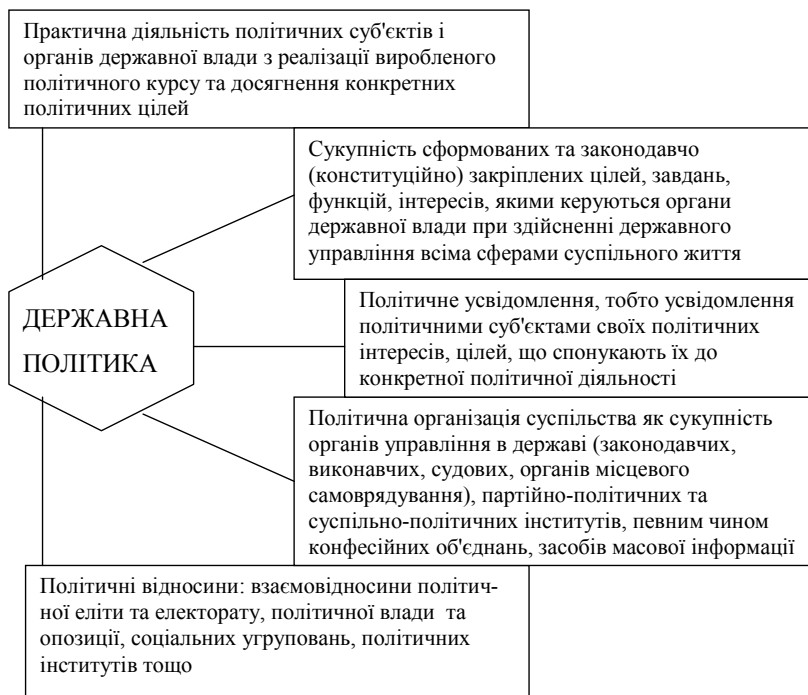 Практична діяльність політичних суб'єктів і
органів державної влади з реалізації виробленого
політичного курсу та досягнення конкретних
політичних цілей
Сукупність сформованих та законодавчо
(конституційно) закріплених цілей, завдань,
функцій, інтересів, якими керуються органи
державної влади при здійсненні державного
управління всіма сферами суспільного життя
ДЕРЖАВНА
ПОЛІТИКА
Політичне усвідомлення, тобто усвідомлення
політичними суб'єктами своїх політичних
інтересів, цілей, що спонукають їх до
конкретної політичної діяльності
Політична організація суспільства як сукупність
органів управління в державі (законодавчих,
виконавчих, судових, органів місцевого
самоврядування), партійно-політичних та
суспільно-політичних інститутів, певним чином
конфесійних об'єднань, засобів масової інформації
Політичні відносини: взаємовідносини політич-
ної еліти та електорату, політичної влади та
опозиції, соціальних угруповань, політичних
інститутів тощо